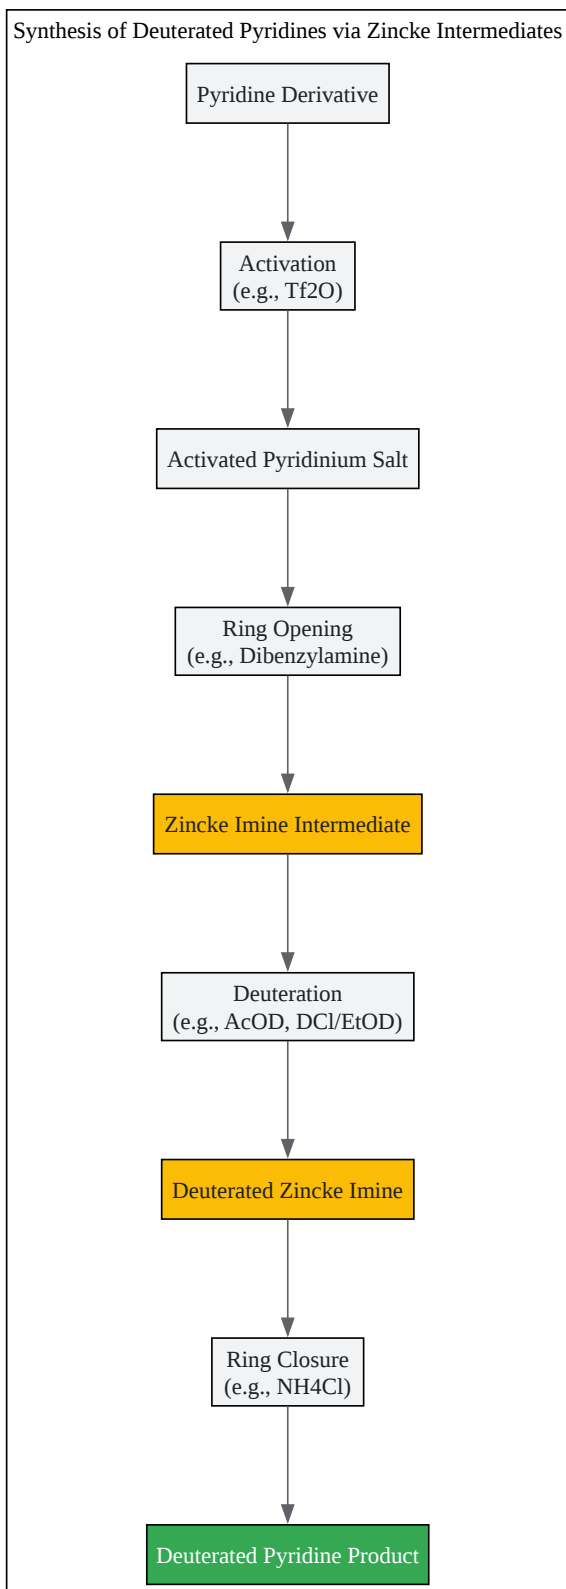 Synthesis of Deuterated Pyridines via Zincke Intermediates
Pyridine Derivative
Activation
(e.g., Tf2O)
Activated Pyridinium Salt
Ring Opening
(e.g., Dibenzylamine)
Zincke Imine Intermediate
Deuteration
(e.g., AcOD, DCl/EtOD)
Deuterated Zincke Imine
Ring Closure
(e.g., NH4Cl)
Deuterated Pyridine Product